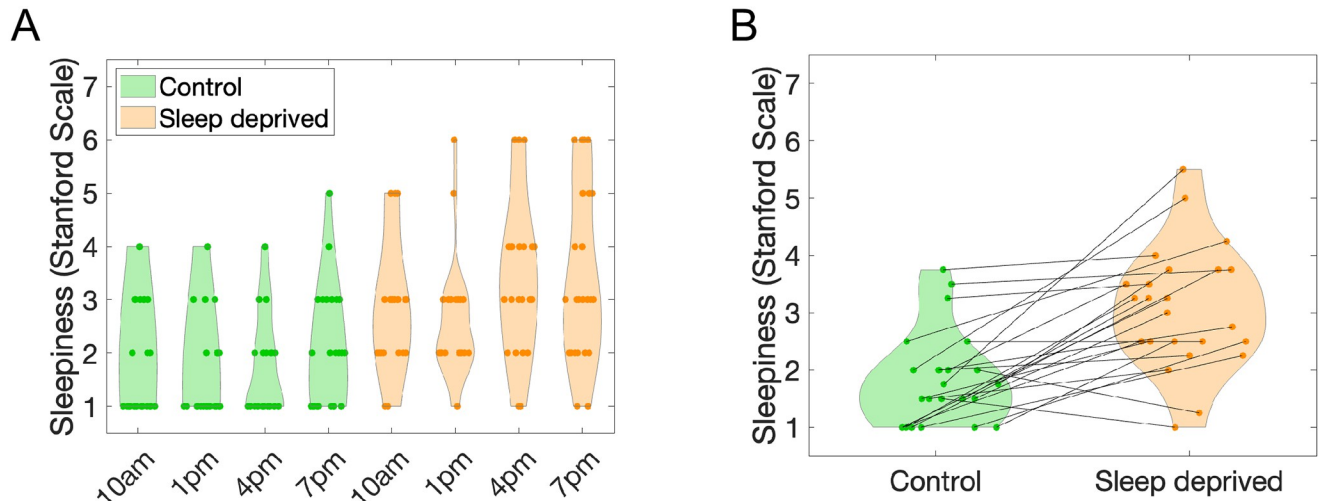 A
Sleepiness (Stanford Scale)
7
6
5
4
3
2
1
Control
Sleep deprived
10am
1pm
4pm
7pm
10am
1pm
4pm
7pm
B
Sleepiness (Stanford Scale)
7
6
5
4
3
2
1
Control
Sleep deprived